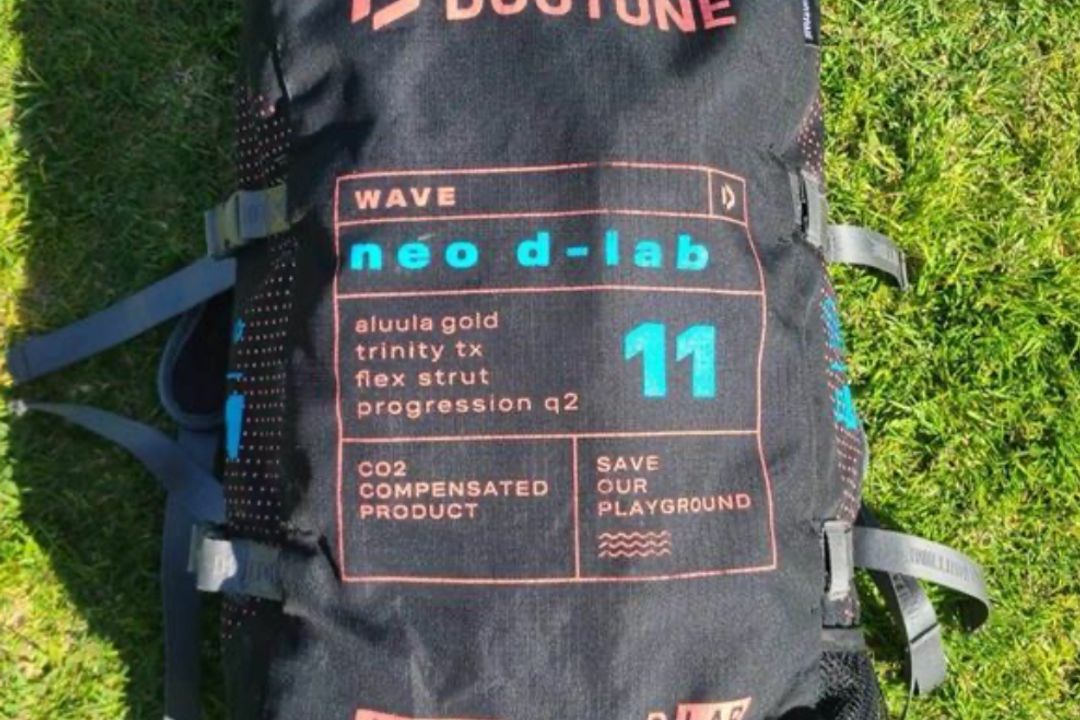 DUOTONE
WAVE
neo d-lab
aluula gold
trinity tx
flex strut
progression q2
11
CO2
COMPENSATED
PRODUCT
SAVE
OUR
PLAYGROUND